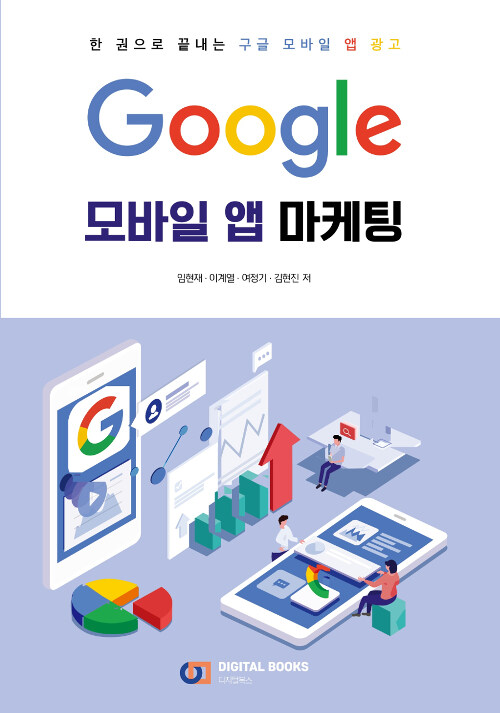 한 권으로 끝내는 구글 모바일 앱 광고
Google
모바일 앱 마케팅
임현재 · 이계열 · 여정기 · 김현진 저
G
DIGITAL BOOKS
디지털북스